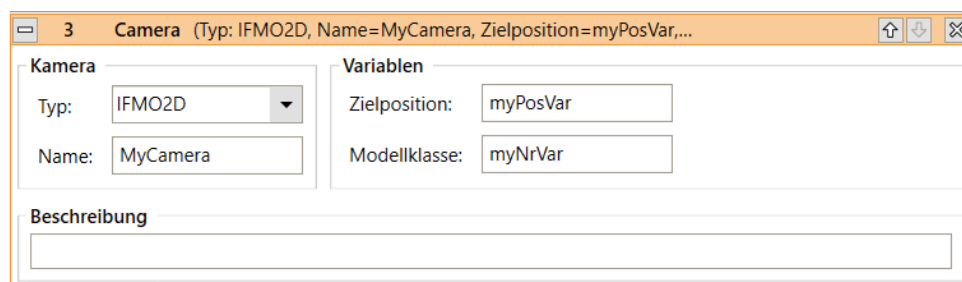 3 Camera (Typ: IFMO2D, Name=MyCamera, Zielposition=myPosVar,...
Kamera
Typ: IFMO2D
Name: MyCamera
Variablen
Zielposition: myPosVar
Modellklasse: myNrVar
Beschreibung